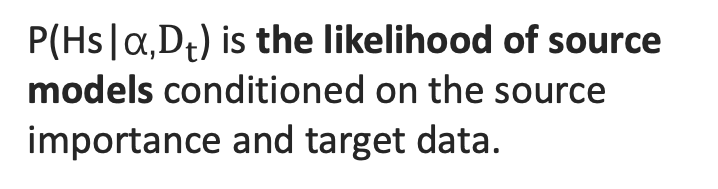 P(Hs|α,Dₜ) is the likelihood of source
models conditioned on the source
importance and target data.